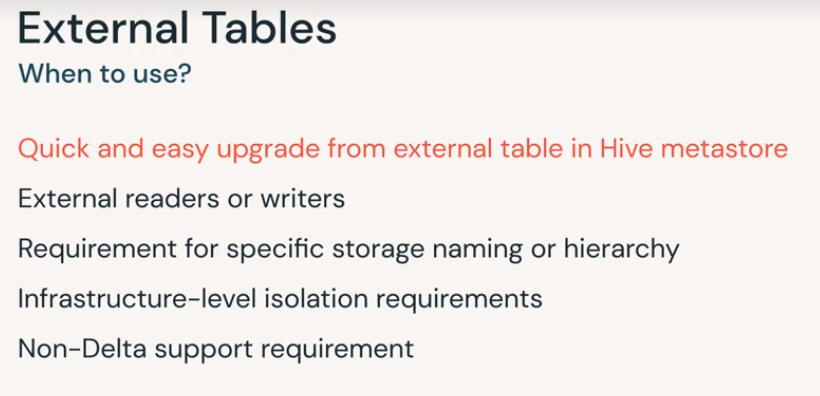 External Tables
When to use?
Quick and easy upgrade from external table in Hive metastore
External readers or writers
Requirement for specific storage naming or hierarchy
Infrastructure-level isolation requirements
Non-Delta support requirement